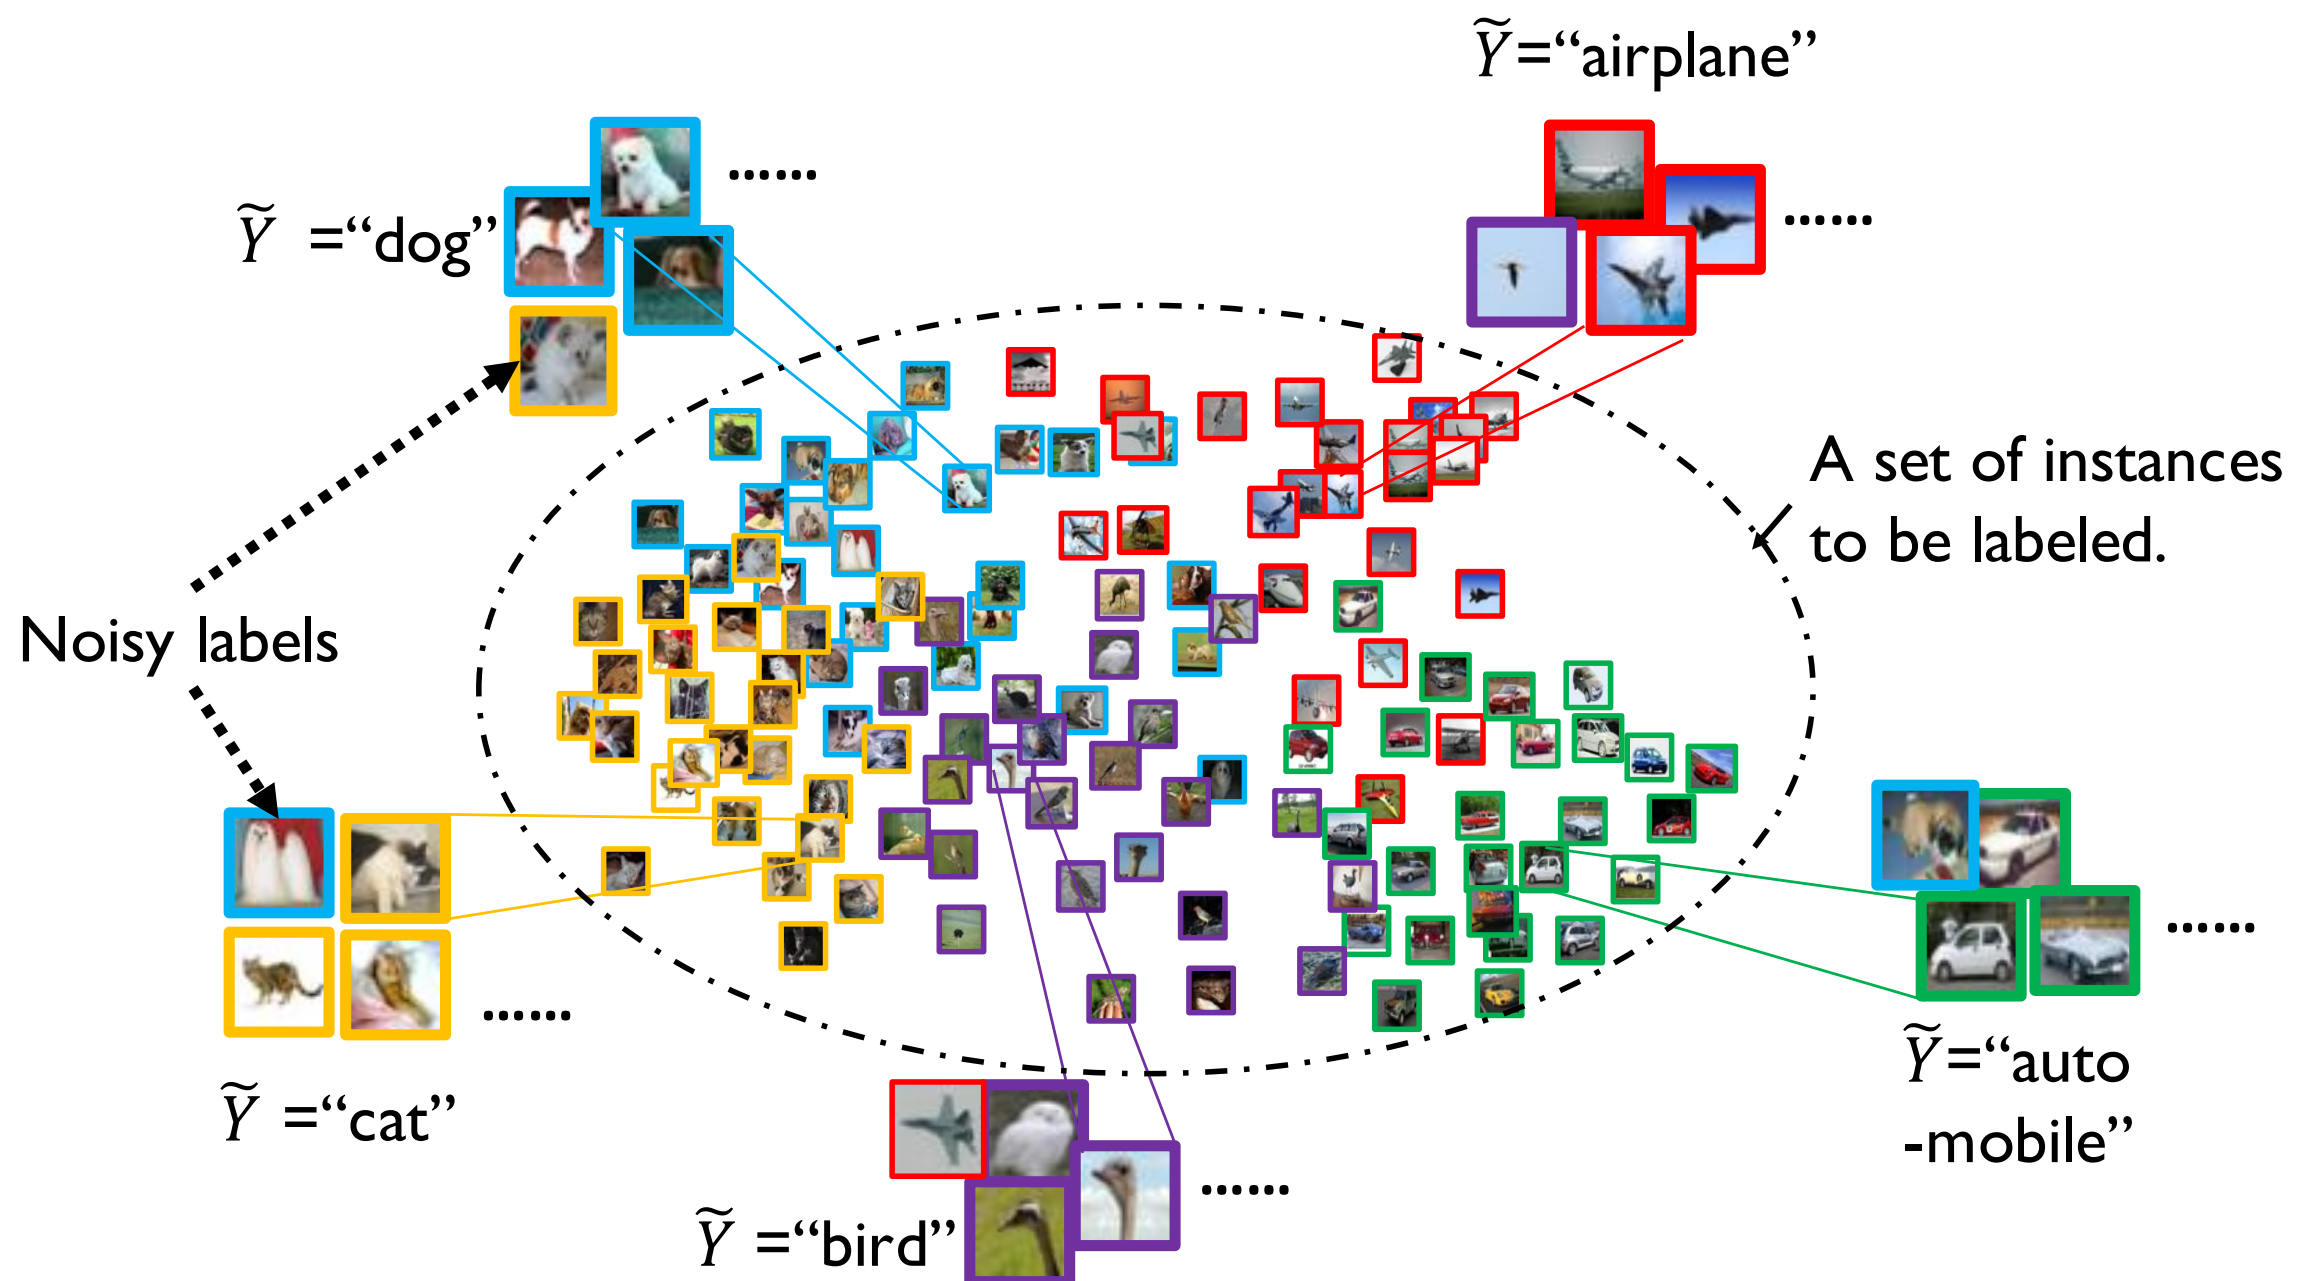 Ỹ="airplane"
......
Ỹ ="dog"
......
A set of instances
to be labeled.
Noisy labels
......
Ỹ ="cat"
......
Ỹ="auto
-mobile"
......
Ỹ ="bird"